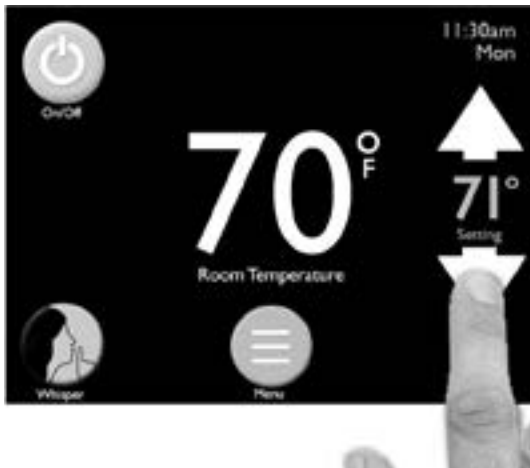 11:30am
Mon
On/Off
70°
F
71°
Setting
Room Temperature
Whisper
Menu